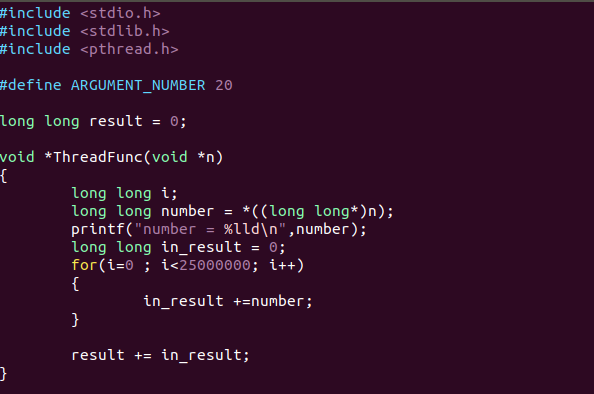 #include <stdio.h>
#include <stdlib.h>
#include <pthread.h>
#define ARGUMENT_NUMBER 20
long long result = 0;
void *ThreadFunc(void *n)
{
long long i;
long long number = *((long long*)n);
printf("number = %lld\n",number);
long long in_result = 0;
for(i=0 ; i<25000000; i++)
{
in_result +=number;
}
result += in_result;
}